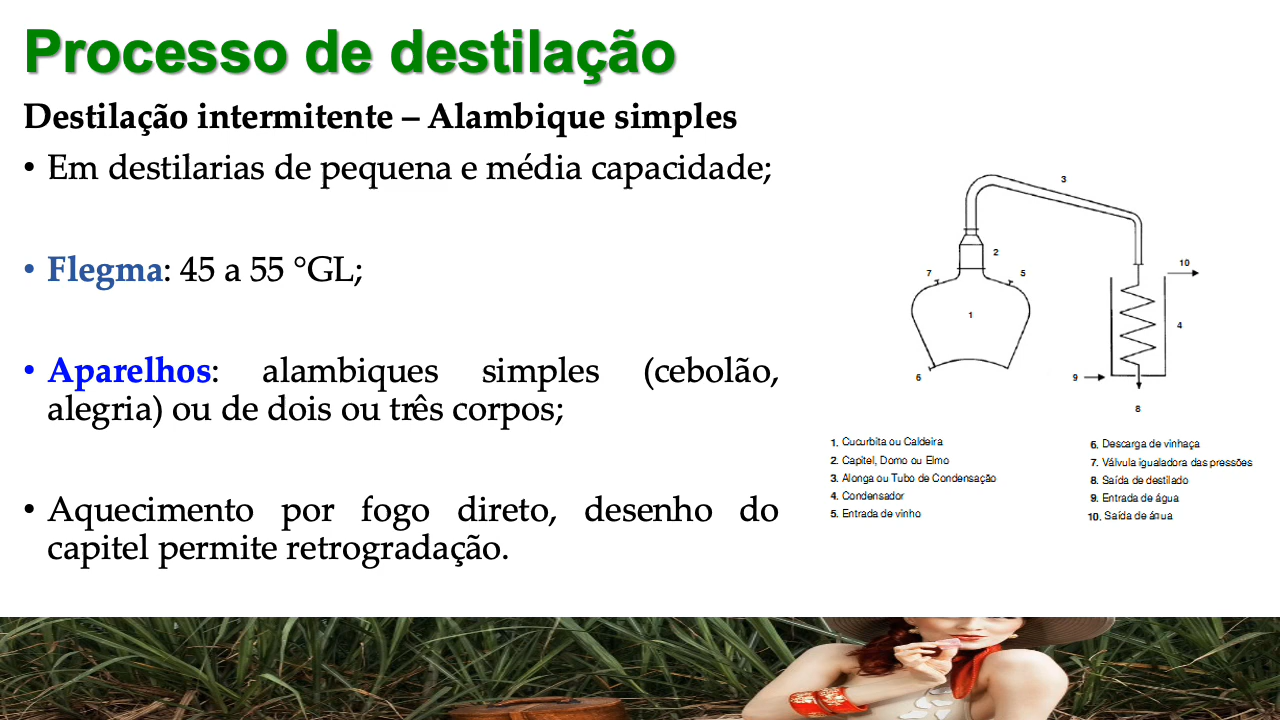 Processo de destilação
Destilação intermitente – Alambique simples
• Em destilarias de pequena e média capacidade;
• Flegma: 45 a 55 °GL;
• Aparelhos: alambiques simples (cebolão,
alegria) ou de dois ou três corpos;
• Aquecimento por fogo direto, desenho do
capitel permite retrogradação.
3
2
7
5
10
1
4
6
9
8
1. Cucurbita ou Caldeira
2. Capitel, Domo ou Elmo
3. Alonga ou Tubo de Condensação
4. Condensador
5. Entrada de vinho
6. Descarga de vinhaça
7. Válvula igualadora das pressões
8. Saída de destilado
9. Entrada de água
10. Saída de água